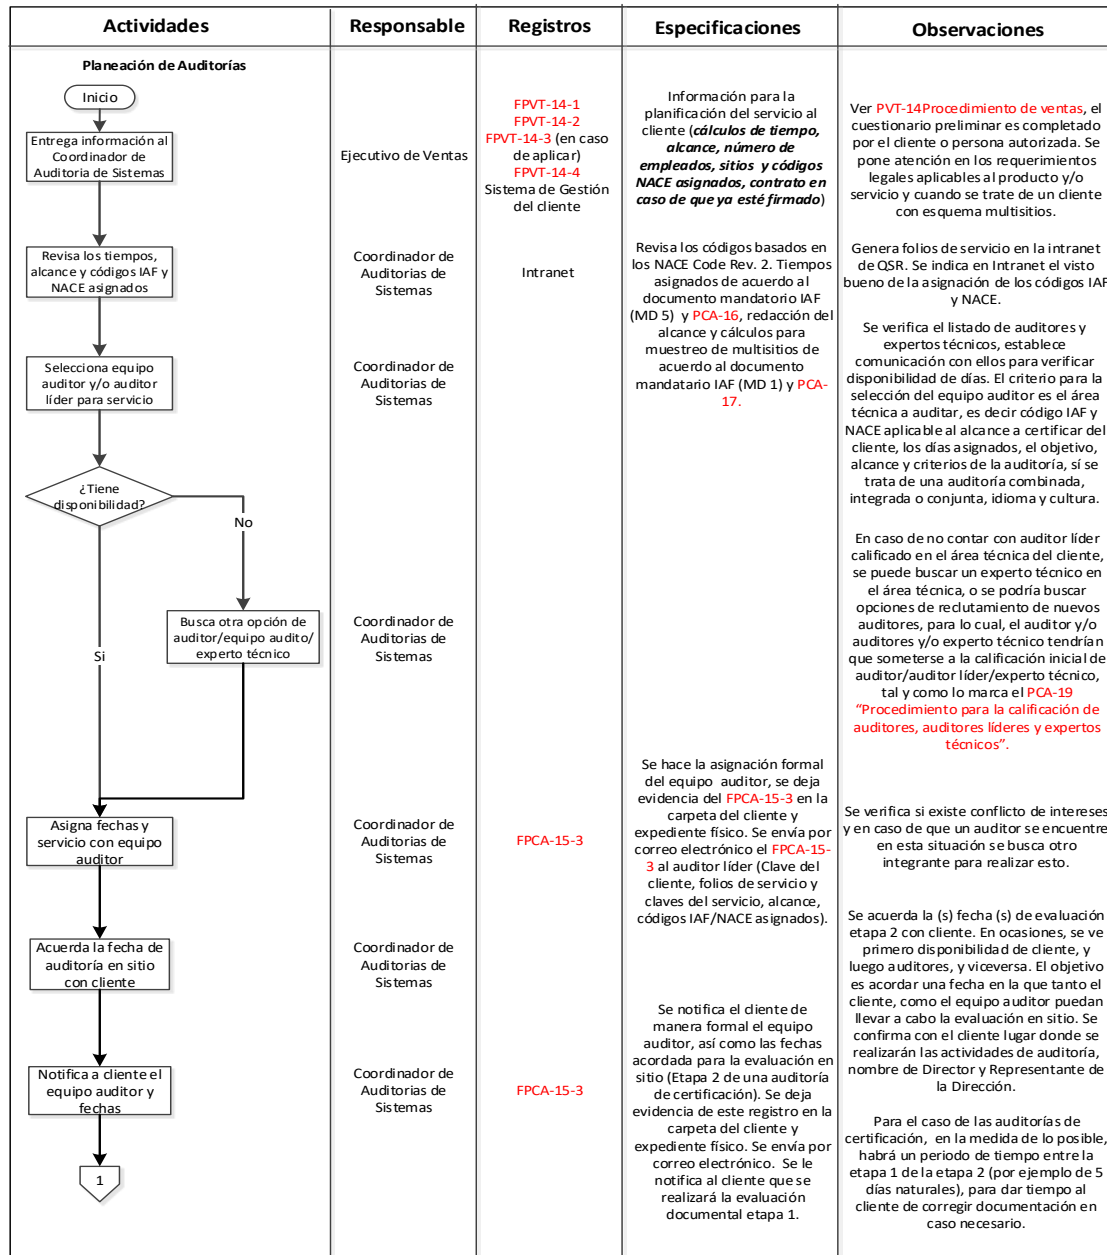 Actividades
Responsable
Registros
Especificaciones
Observaciones
Planeación de Auditorías
Inicio
Entrega información al
Coordinador de
Auditoria de Sistemas
Ejecutivo de Ventas
FPVT-14-1
FPVT-14-2
FPVT-14-3 (en caso
de aplicar)
FPVT-14-4
Sistema de Gestión
del cliente
Información para la
planificación del servicio al
cliente (cálculos de tiempo,
alcance, número de
empleados, sitios y códigos
NACE asignados, contrato en
caso de que ya esté firmado)
Ver PVT-14Procedimiento de ventas, el
cuestionario preliminar es completado
por el cliente o persona autorizada. Se
pone atención en los requerimientos
legales aplicables al producto y/o
servicio y cuando se trate de un cliente
con esquema multisitios.
Revisa los tiempos,
alcance y códigos IAF y
NACE asignados
Coordinador de
Auditorias de
Sistemas
Intranet
Revisa los códigos basados en
los NACE Code Rev. 2. Tiempos
asignados de acuerdo al
documento mandatorio IAF
(MD 5) y PCA-16, redacción del
alcance y cálculos para
muestreo de multisitios de
acuerdo al documento
mandatario IAF (MD 1) y PCA-
17.
Genera folios de servicio en la intranet
de QSR. Se indica en Intranet el visto
bueno de la asignación de los códigos IAF
y NACE.
Selecciona equipo
auditor y/o auditor
líder para servicio
Coordinador de
Auditorias de
Sistemas
Se verifica el listado de auditores y
expertos técnicos, establece
comunicación con ellos para verificar
disponibilidad de días. El criterio para la
selección del equipo auditor es el área
técnica a auditar, es decir código IAF y
NACE aplicable al alcance a certificar del
cliente, los días asignados, el objetivo,
alcance y criterios de la auditoría, sí se
trata de una auditoría combinada,
integrada o conjunta, idioma y cultura.
¿Tiene
disponibilidad?
No
Si
Busca otra opción de
auditor/equipo audito/
experto técnico
Coordinador de
Auditorias de
Sistemas
En caso de no contar con auditor líder
calificado en el área técnica del cliente,
se puede buscar un experto técnico en
el área técnica, o se podría buscar
opciones de reclutamiento de nuevos
auditores, para lo cual, el auditor y/o
auditores y/o experto técnico tendrían
que someterse a la calificación inicial de
auditor/auditor líder/experto técnico,
tal y como lo marca el PCA-19
“Procedimiento para la calificación de
auditores, auditores líderes y expertos
técnicos”.
Asigna fechas y
servicio con equipo
auditor
Coordinador de
Auditorias de
Sistemas
FPCA-15-3
Se hace la asignación formal
del equipo auditor, se deja
evidencia del FPCA-15-3 en la
carpeta del cliente y
expediente físico. Se envía por
correo electrónico el FPCA-15-
3 al auditor líder (Clave del
cliente, folios de servicio y
claves del servicio, alcance,
códigos IAF/NACE asignados).
Se verifica si existe conflicto de intereses
y en caso de que un auditor se encuentre
en esta situación se busca otro
integrante para realizar esto.
Acuerda la fecha de
auditoría en sitio
con cliente
Coordinador de
Auditorias de
Sistemas
Se acuerda la (s) fecha (s) de evaluación
etapa 2 con cliente. En ocasiones, se ve
primero disponibilidad de cliente, y
luego auditores, y viceversa. El objetivo
es acordar una fecha en la que tanto el
cliente, como el equipo auditor puedan
llevar a cabo la evaluación en sitio. Se
confirma con el cliente lugar donde se
realizarán las actividades de auditoría,
nombre de Director y Representante de
la Dirección.
Notifica a cliente el
equipo auditor y
fechas
Coordinador de
Auditorias de
Sistemas
FPCA-15-3
Se notifica el cliente de
manera formal el equipo
auditor, así como las fechas
acordada para la evaluación en
sitio (Etapa 2 de una auditoría
de certificación). Se deja
evidencia de este registro en la
carpeta del cliente y
expediente físico. Se envía por
correo electrónico. Se le
notifica al cliente que se
realizará la evaluación
documental etapa 1.
Para el caso de las auditorías de
certificación, en la medida de lo posible,
habrá un periodo de tiempo entre la
etapa 1 de la etapa 2 (por ejemplo de 5
días naturales), para dar tiempo al
cliente de corregir documentación en
caso necesario.
1